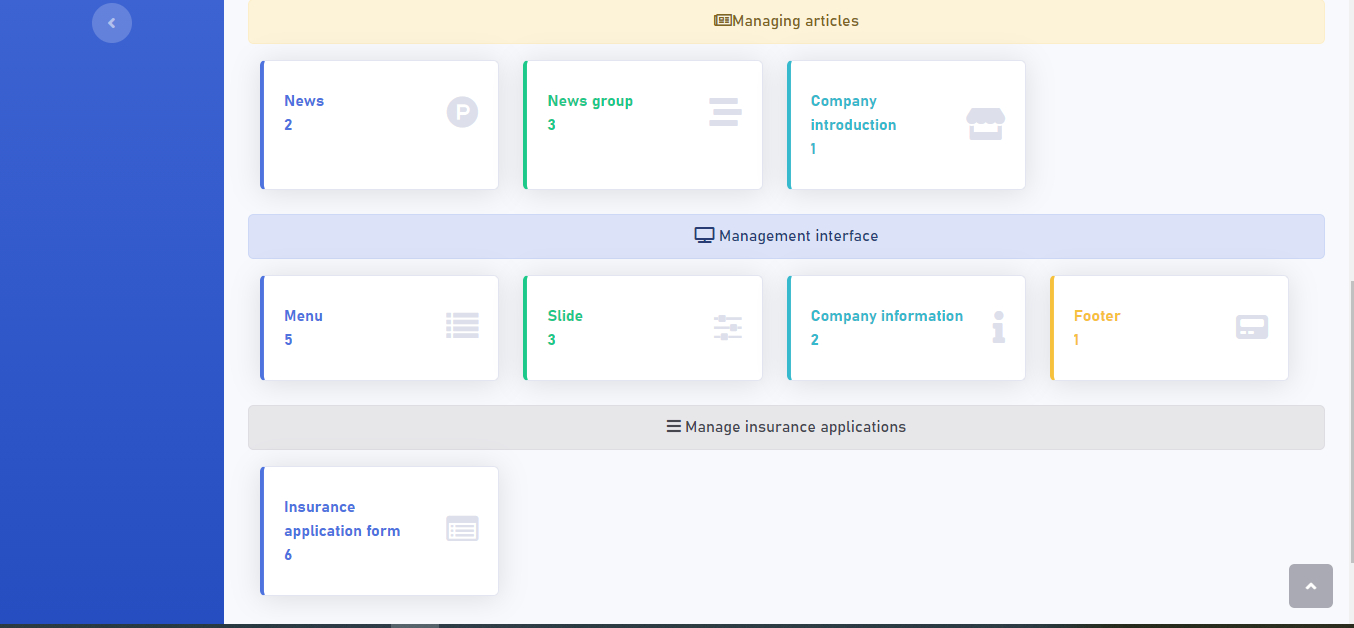 Managing articles
News
2
News group
3
Company
introduction
1
Management interface
Menu
5
Slide
3
Company information
2
Footer
1
Manage insurance applications
Insurance
application form
6